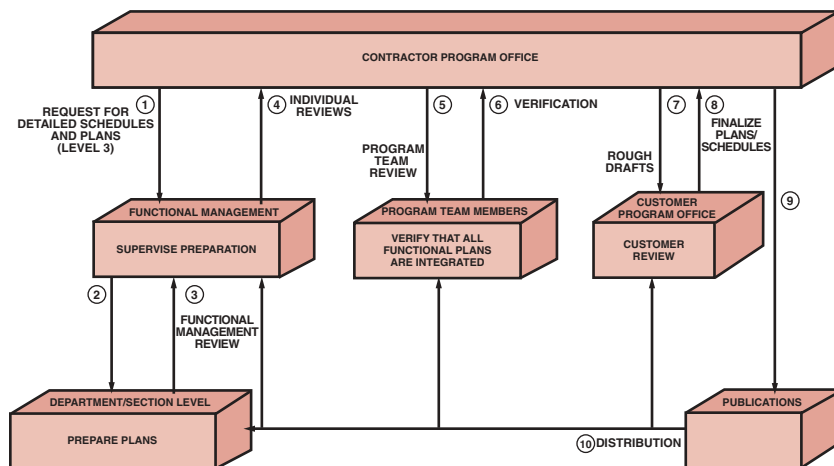 CONTRACTOR PROGRAM OFFICE
1
REQUEST FOR
DETAILED SCHEDULES
AND PLANS
(LEVEL 3)
4
INDIVIDUAL
REVIEWS
5
PROGRAM
TEAM
REVIEW
6
VERIFICATION
7
ROUGH
DRAFTS
8
FINALIZE
PLANS/
SCHEDULES
9
FUNCTIONAL MANAGEMENT
SUPERVISE PREPARATION
PROGRAM TEAM MEMBERS
VERIFY THAT ALL
FUNCTIONAL PLANS
ARE INTEGRATED
CUSTOMER
PROGRAM OFFICE
CUSTOMER
REVIEW
2
3
FUNCTIONAL
MANAGEMENT
REVIEW
DEPARTMENT/SECTION LEVEL
PREPARE PLANS
PUBLICATIONS
10 DISTRIBUTION